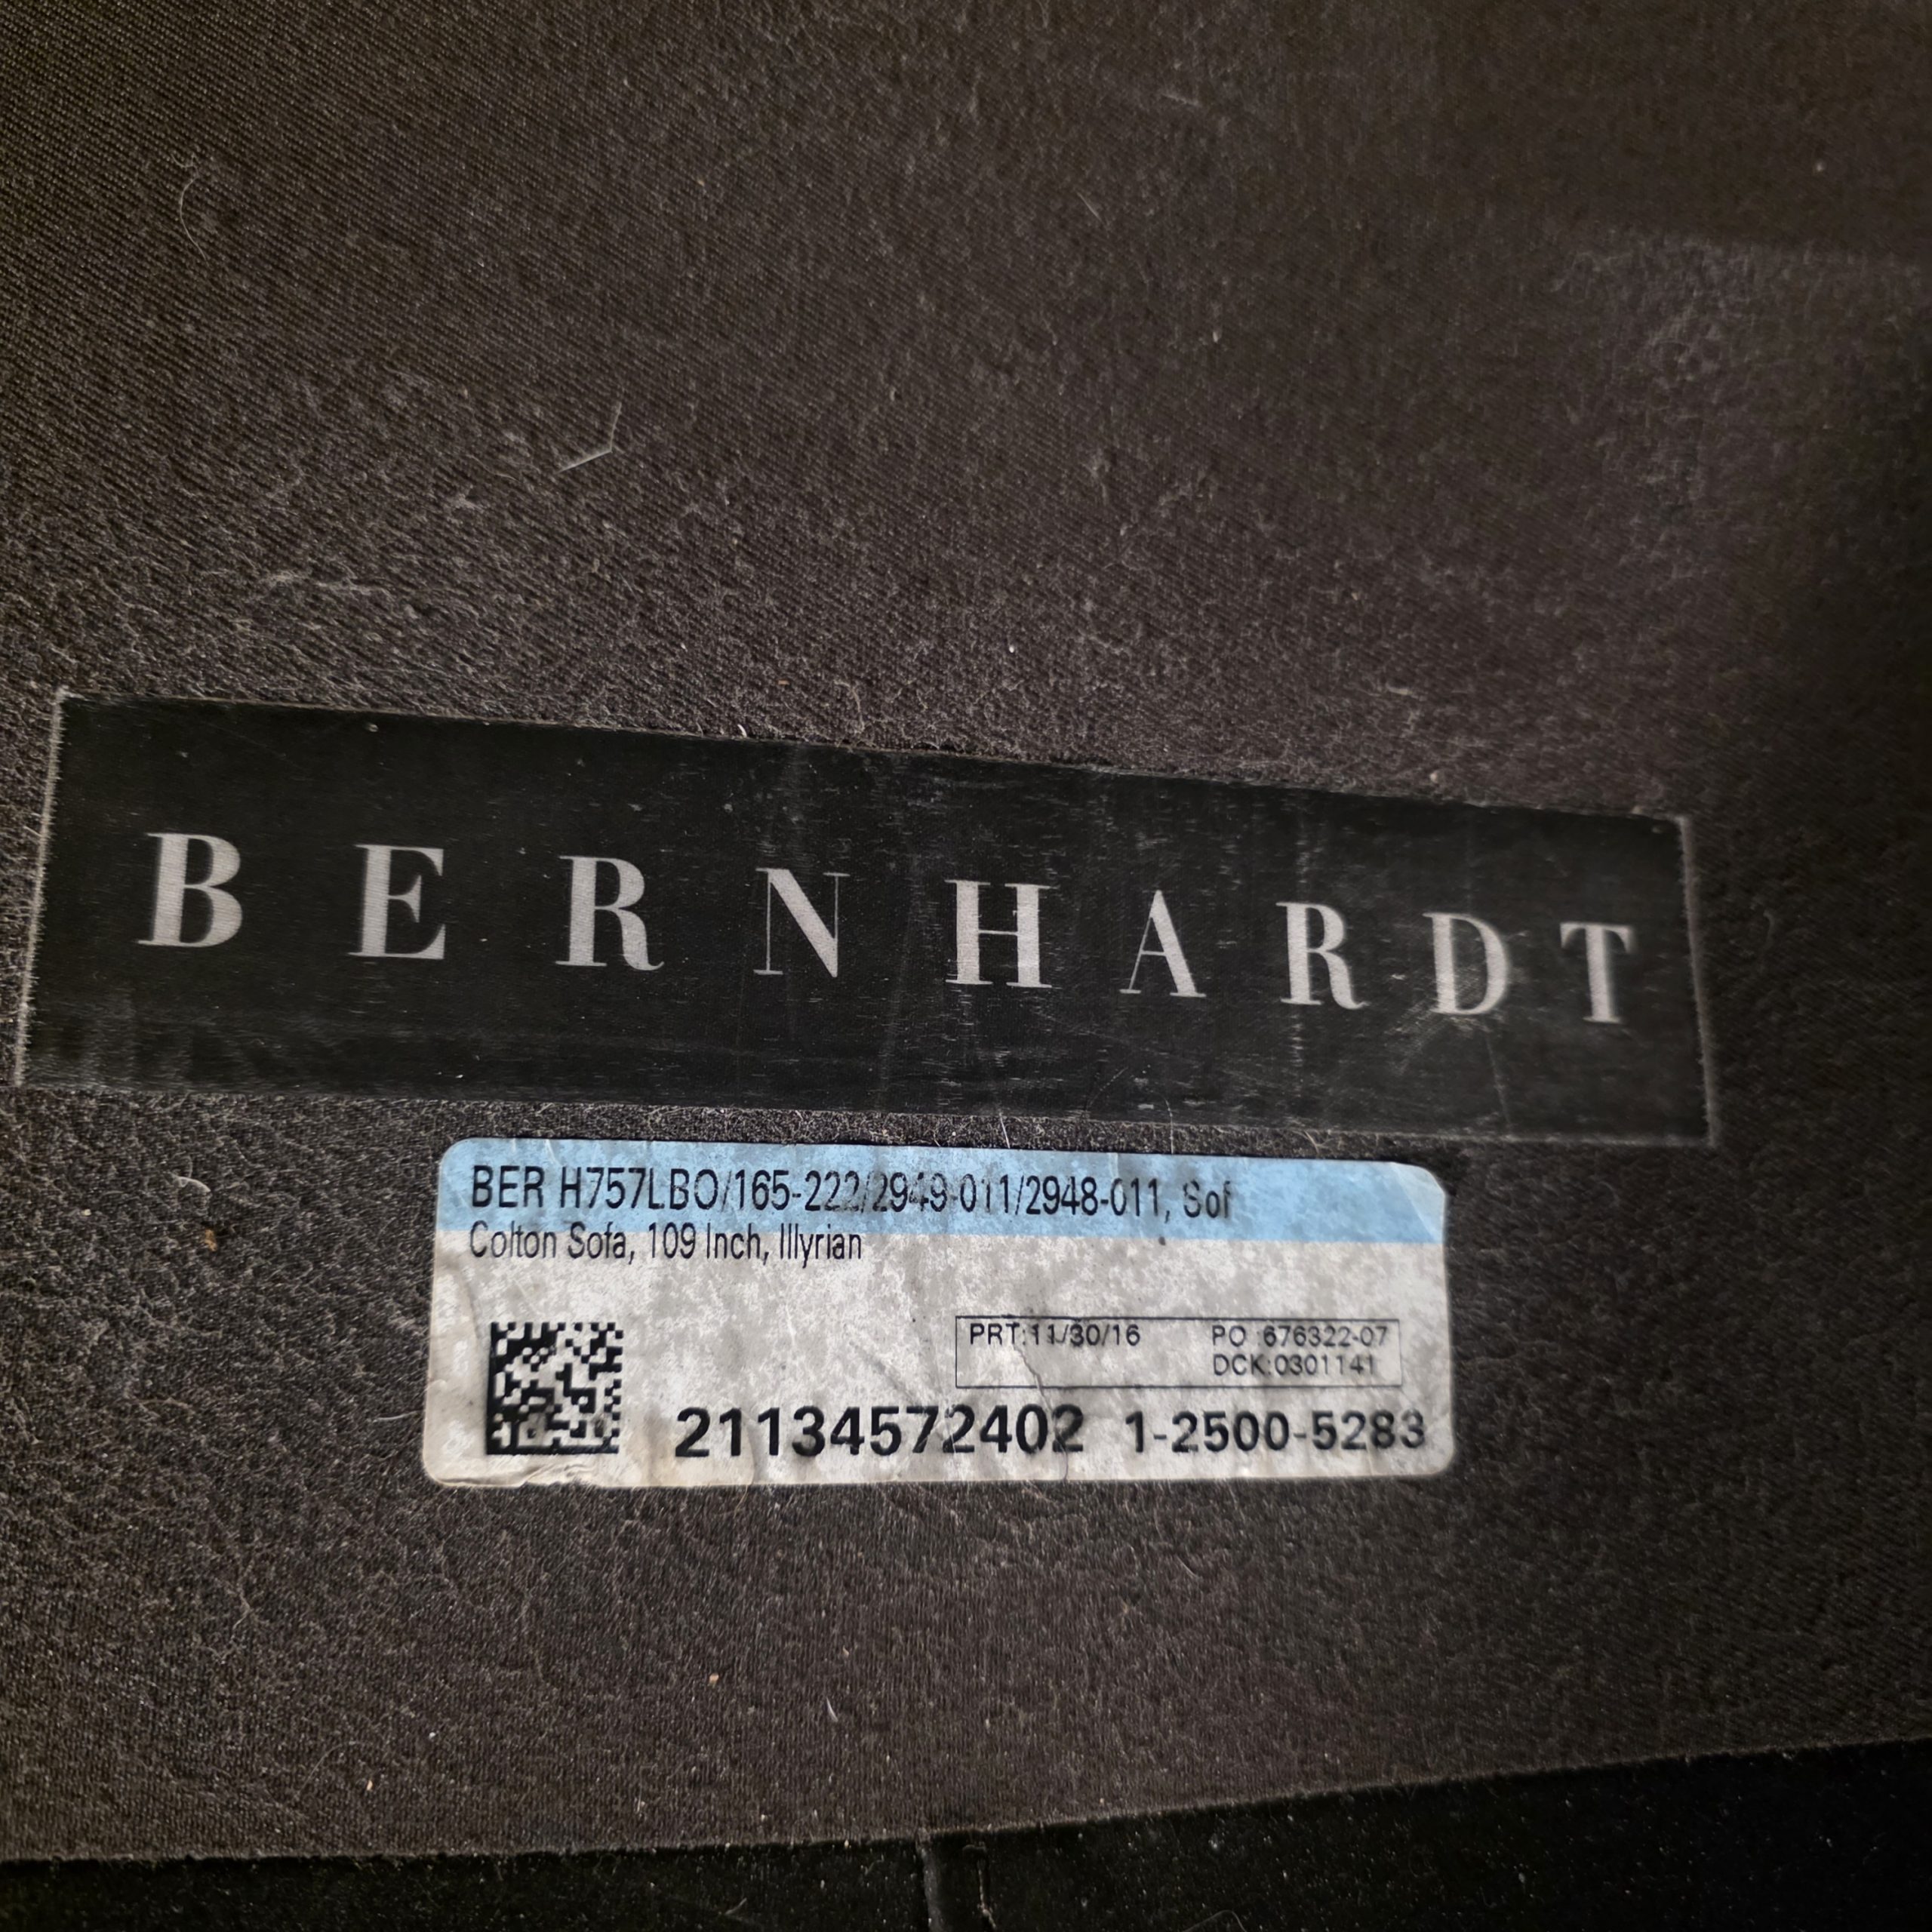 BERNHARDT
BER H757LBO/165-222/2949-011/2948-011, Sof
Colton Sofa, 109 Inch, Illyrian
PRT:11/30/16 PO :676322-07
DCK:0301141
21134572402 1-2500-5283